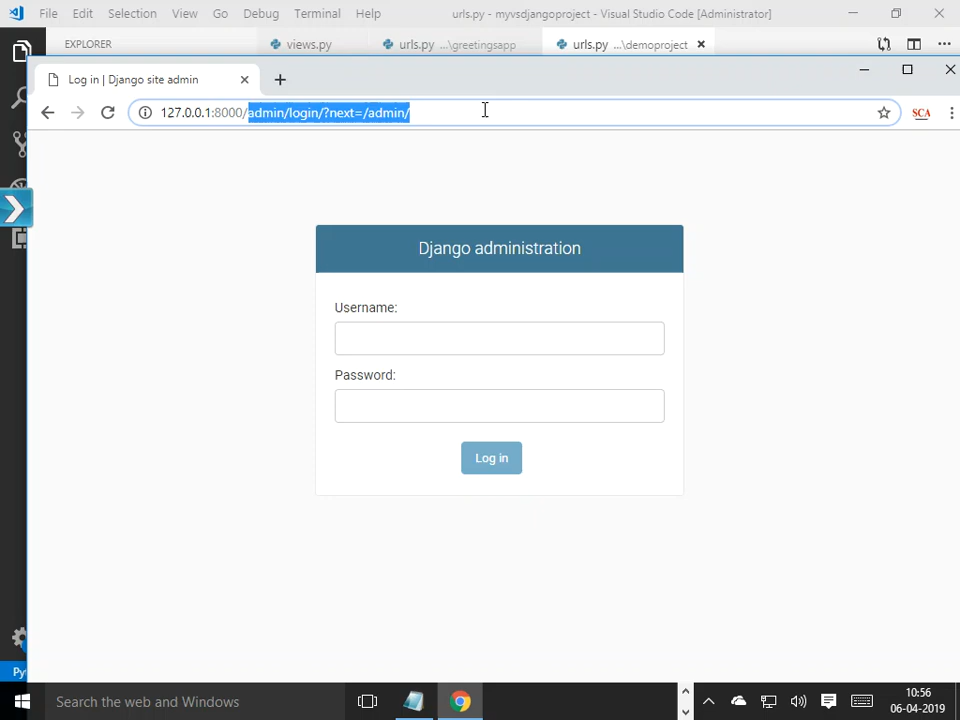 File Edit Selection View Go Debug Terminal Help urls.py - myvsdjangoproject - Visual Studio Code [Administrator]
EXPLORER views.py urls.py ...\greetingsapp urls.py ...\demoproject
Log in | Django site admin
127.0.0.1:8000/admin/login/?next=/admin/ SCA
Django administration
Username:
Password:
Log in
Py
Search the web and Windows
10:56
06-04-2019